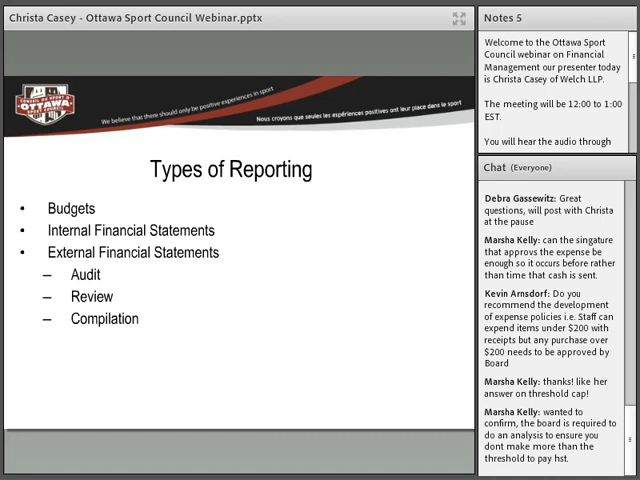 Christa Casey - Ottawa Sport Council Webinar.pptx
COUNCIL OF SPORT D'
OTTAWA
SPORT COUNCIL
We believe that there should only be positive experiences in sport
Nous croyons que seules les expériences positives ont leur place dans le sport
Types of Reporting
• Budgets
• Internal Financial Statements
• External Financial Statements
– Audit
– Review
– Compilation
Notes 5
Welcome to the Ottawa Sport
Council webinar on Financial
Management our presenter today
is Christa Casey of Welch LLP.
The meeting will be 12:00 to 1:00
EST.
You will hear the audio through
Chat (Everyone)
Debra Gassewitz: Great
questions, will post with Christa
at the pause
Marsha Kelly: can the singature
that approvs the expense be
enough so it occurs before rather
than time that cash is sent.
Kevin Arnsdorf: Do you
recommend the development
of expense policies i.e. Staff can
expend items under $200 with
receipts but any purchase over
$200 needs to be approved by
Board
Marsha Kelly: thanks! like her
answer on threshold cap!
Marsha Kelly: wanted to
confirm, the board is required to
do an analysis to ensure you
dont make more than the
threshold to pay hst.